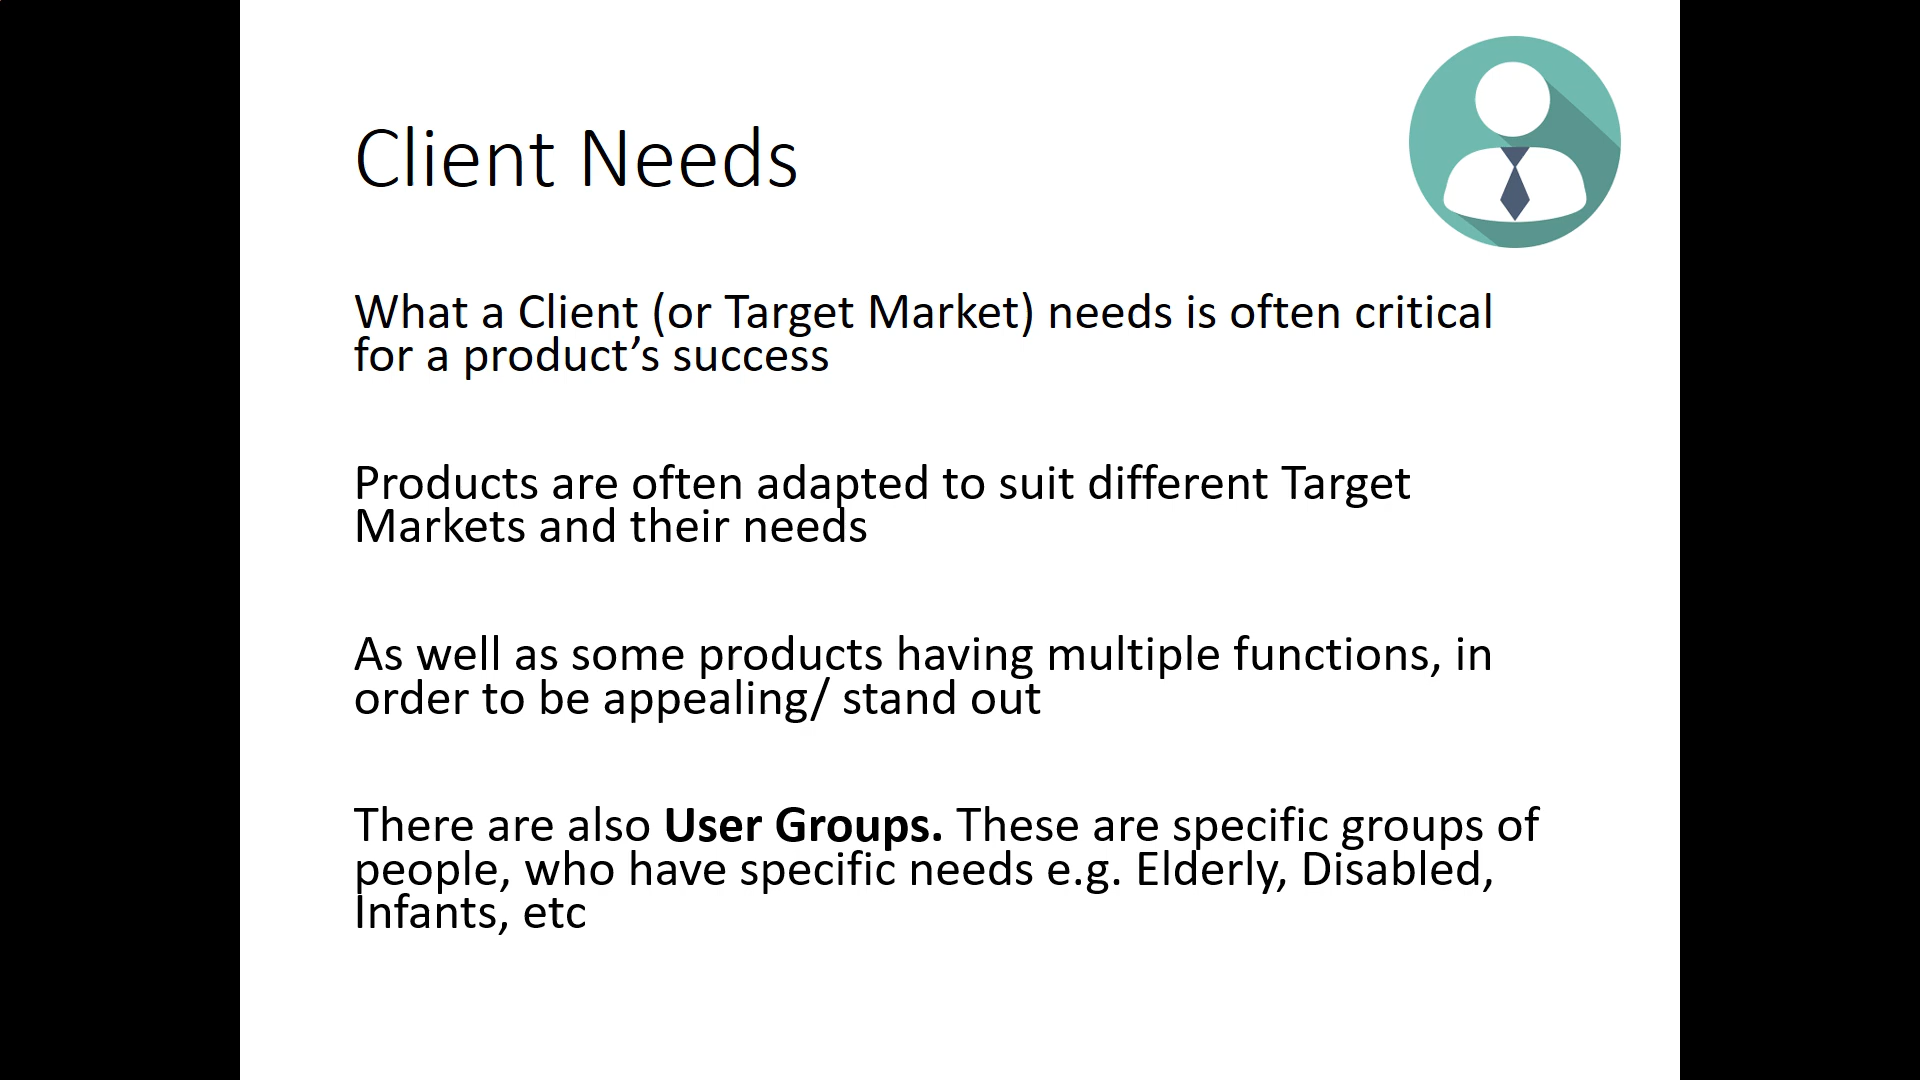 Client Needs
What a Client (or Target Market) needs is often critical
for a product’s success
Products are often adapted to suit different Target
Markets and their needs
As well as some products having multiple functions, in
order to be appealing/ stand out
There are also User Groups. These are specific groups of
people, who have specific needs e.g. Elderly, Disabled,
Infants, etc